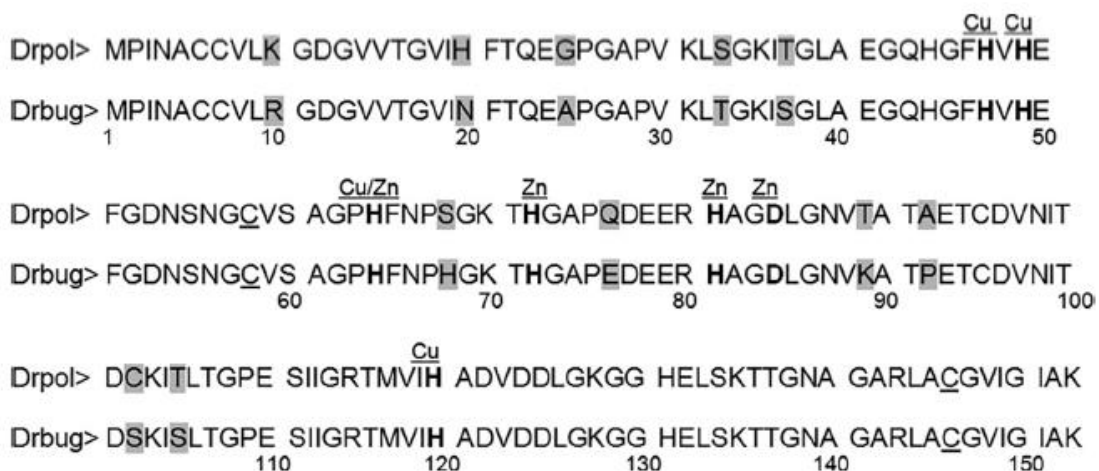 Cu Cu
Drpol> MPINACCVLK GDGVVTGVIH FTQEGPGAPV KLSGKITGLA EGQHGFHVHE
Drbug> MPINACCVLR GDGVVTGVIN FTQEAPGAPV KLTGKISGLA EGQHGFHVHE
1 10 20 30 40 50
Cu/Zn Zn Zn Zn
Drpol> FGDNSNGCVS AGPHFNPSGK THGAPQDEER HAGDLGNVTA TAETCDVNIT
Drbug> FGDNSNGCVS AGPHFNPHGK THGAPEDEER HAGDLGNVKA TPETCDVNIT
60 70 80 90 100
Cu
Drpol> DCKITLTGPE SIIGRTMVIH ADVDDLGKGG HELSKTTGNA GARLACGVIG IAK
Drbug> DSKISLTGPE SIIGRTMVIH ADVDDLGKGG HELSKTTGNA GARLACGVIG IAK
110 120 130 140 150